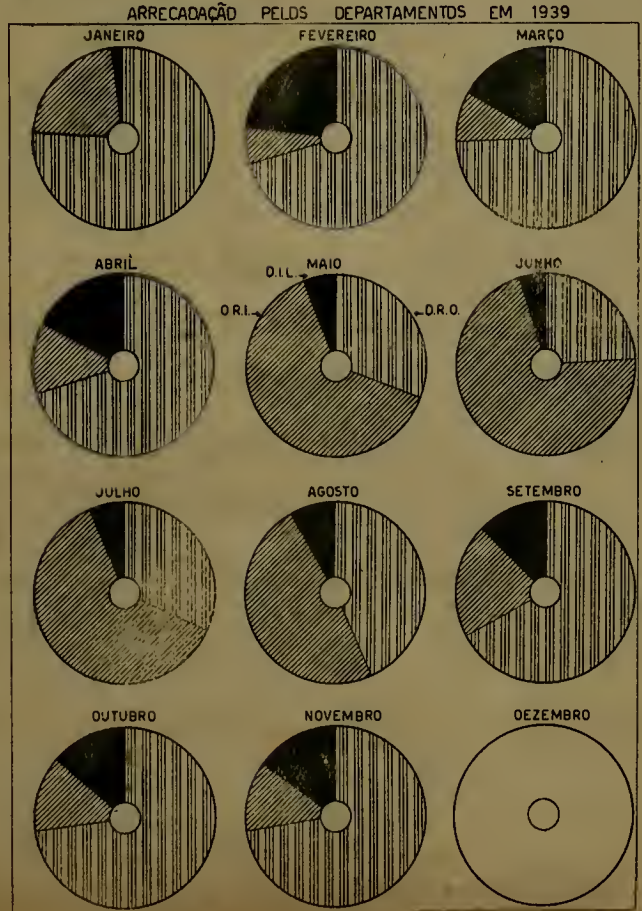 ARRECADAÇÃO PELOS DEPARTAMENTOS EM 1939
JANEIRO FEVEREIRO MARÇO
ABRIL MAIO JUNHO
D.I.L.
D.R.I. D.R.O.
JULHO AGOSTO SETEMBRO
OUTUBRO NOVEMBRO DEZEMBRO